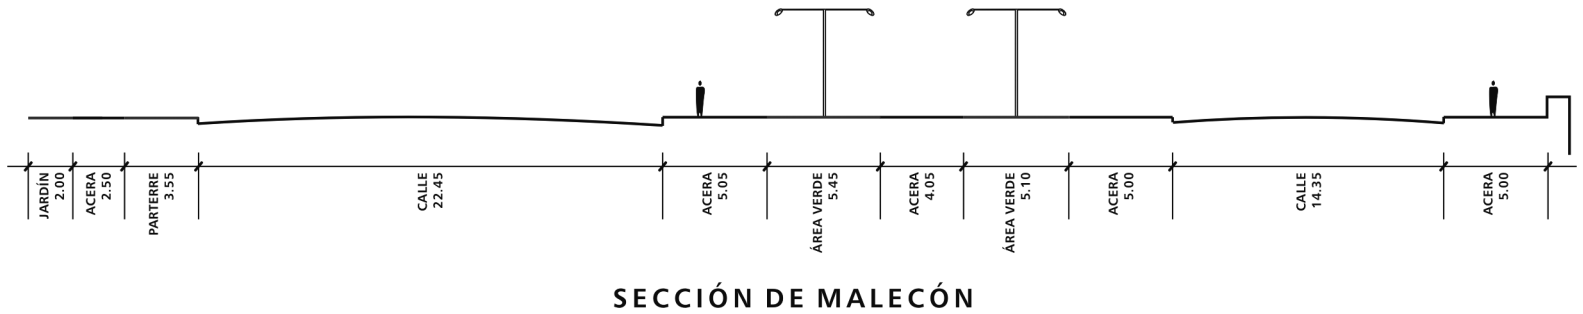 JARDÍN
2.00
ACERA
2.50
PARTERRE
3.55
CALLE
22.45
ACERA
5.05
ÁREA VERDE
5.45
ACERA
4.05
ÁREA VERDE
5.10
ACERA
5.00
CALLE
14.35
ACERA
5.00
SECCIÓN DE MALECÓN